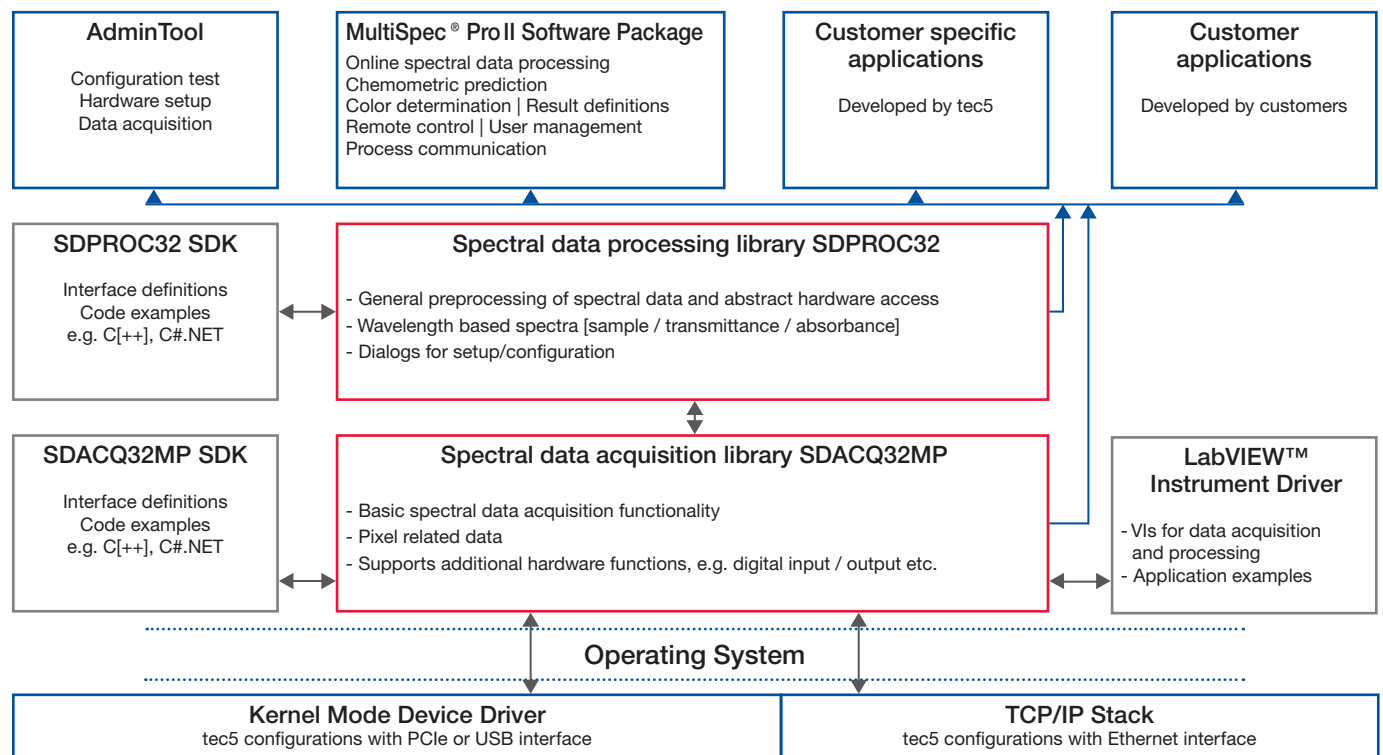 AdminTool
Configuration test
Hardware setup
Data acquisition
MultiSpec® Pro II Software Package
Online spectral data processing
Chemometric prediction
Color determination | Result definitions
Remote control | User management
Process communication
Customer specific
applications
Developed by tec5
Customer
applications
Developed by customers
SDPROC32 SDK
Interface definitions
Code examples
e.g. C[++], C#.NET
Spectral data processing library SDPROC32
- General preprocessing of spectral data and abstract hardware access
- Wavelength based spectra [sample / transmittance / absorbance]
- Dialogs for setup/configuration
SDACQ32MP SDK
Interface definitions
Code examples
e.g. C[++], C#.NET
Spectral data acquisition library SDACQ32MP
- Basic spectral data acquisition functionality
- Pixel related data
- Supports additional hardware functions, e.g. digital input / output etc.
LabVIEW™
Instrument Driver
- VIs for data acquisition
and processing
- Application examples
Operating System
Kernel Mode Device Driver
tec5 configurations with PCIe or USB interface
TCP/IP Stack
tec5 configurations with Ethernet interface